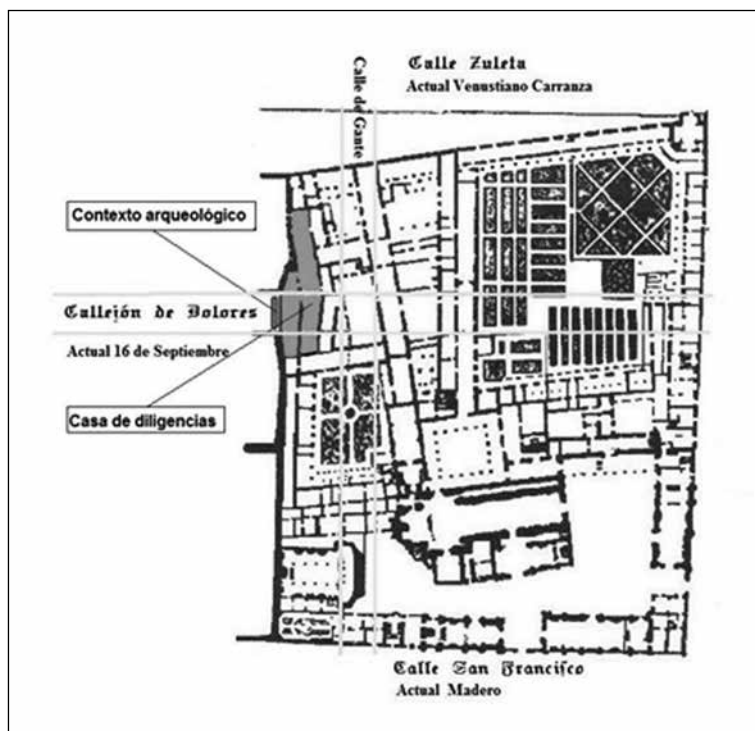 Calle Zuleta
Actual Venustiano Carranza
Calle de Gante
Contexto arqueológico
Callejón de Dolores
Actual 16 de Septiembre
Casa de diligencias
Calle San Francisco
Actual Madero